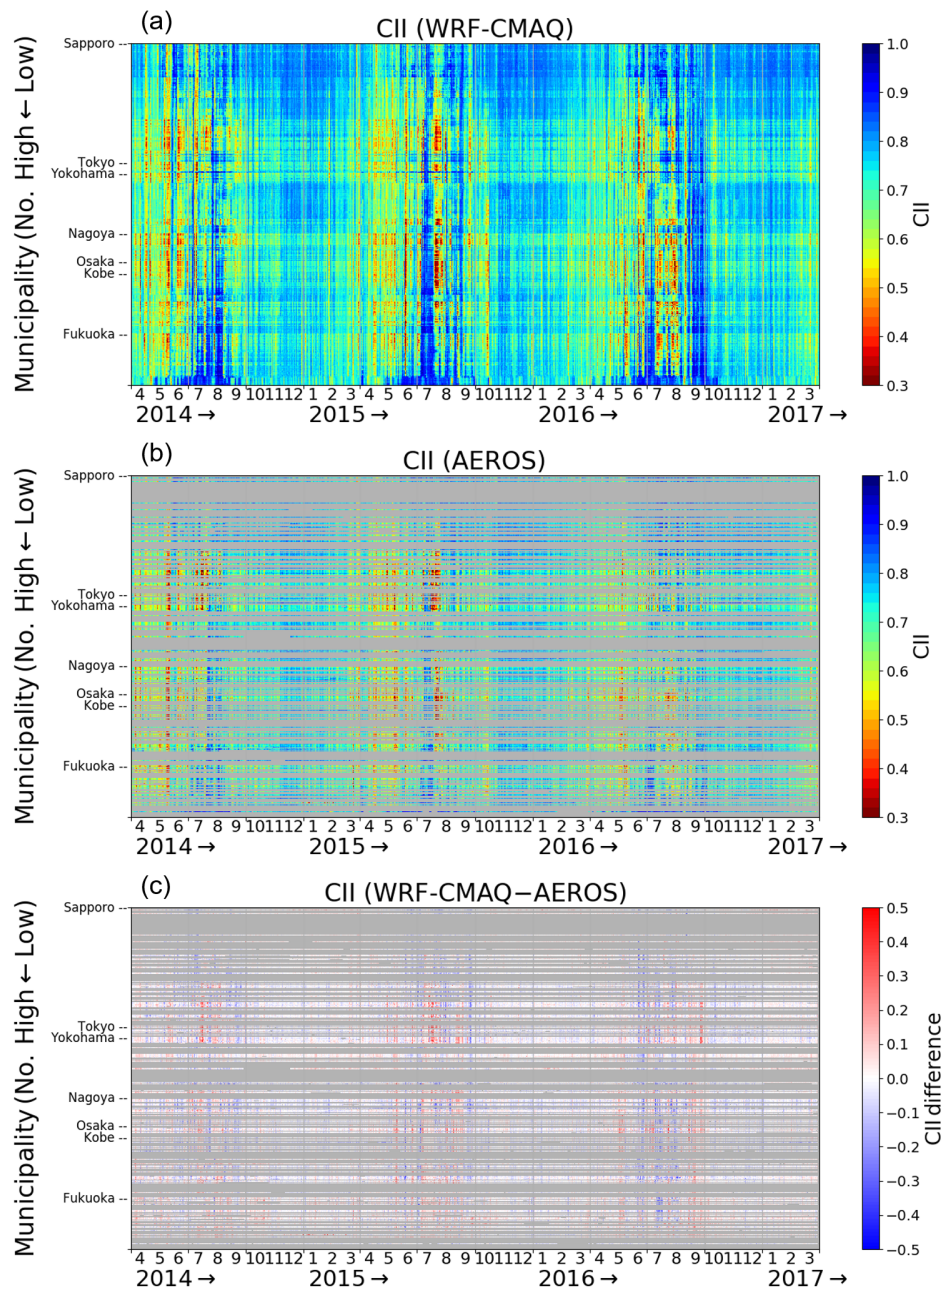 (a)
CII (WRF-CMAQ)
Municipality (No. High ← Low)
Sapporo --
Tokyo --
Yokohama --
Nagoya --
Osaka --
Kobe --
Fukuoka --
1.0
0.9
0.8
0.7
0.6
0.5
0.4
0.3
CII
4 5 6 7 8 9 10 11 12 1 2 3 4 5 6 7 8 9 10 11 12 1 2 3 4 5 6 7 8 9 10 11 12 1 2 3
2014 → 2015 → 2016 → 2017 →
(b)
CII (AEROS)
Municipality (No. High ← Low)
Sapporo --
Tokyo --
Yokohama --
Nagoya --
Osaka --
Kobe --
Fukuoka --
1.0
0.9
0.8
0.7
0.6
0.5
0.4
0.3
CII
4 5 6 7 8 9 10 11 12 1 2 3 4 5 6 7 8 9 10 11 12 1 2 3 4 5 6 7 8 9 10 11 12 1 2 3
2014 → 2015 → 2016 → 2017 →
(c)
CII (WRF-CMAQ−AEROS)
Municipality (No. High ← Low)
Sapporo --
Tokyo --
Yokohama --
Nagoya --
Osaka --
Kobe --
Fukuoka --
0.5
0.4
0.3
0.2
0.1
0.0
−0.1
−0.2
−0.3
−0.4
−0.5
CII difference
4 5 6 7 8 9 10 11 12 1 2 3 4 5 6 7 8 9 10 11 12 1 2 3 4 5 6 7 8 9 10 11 12 1 2 3
2014 → 2015 → 2016 → 2017 →